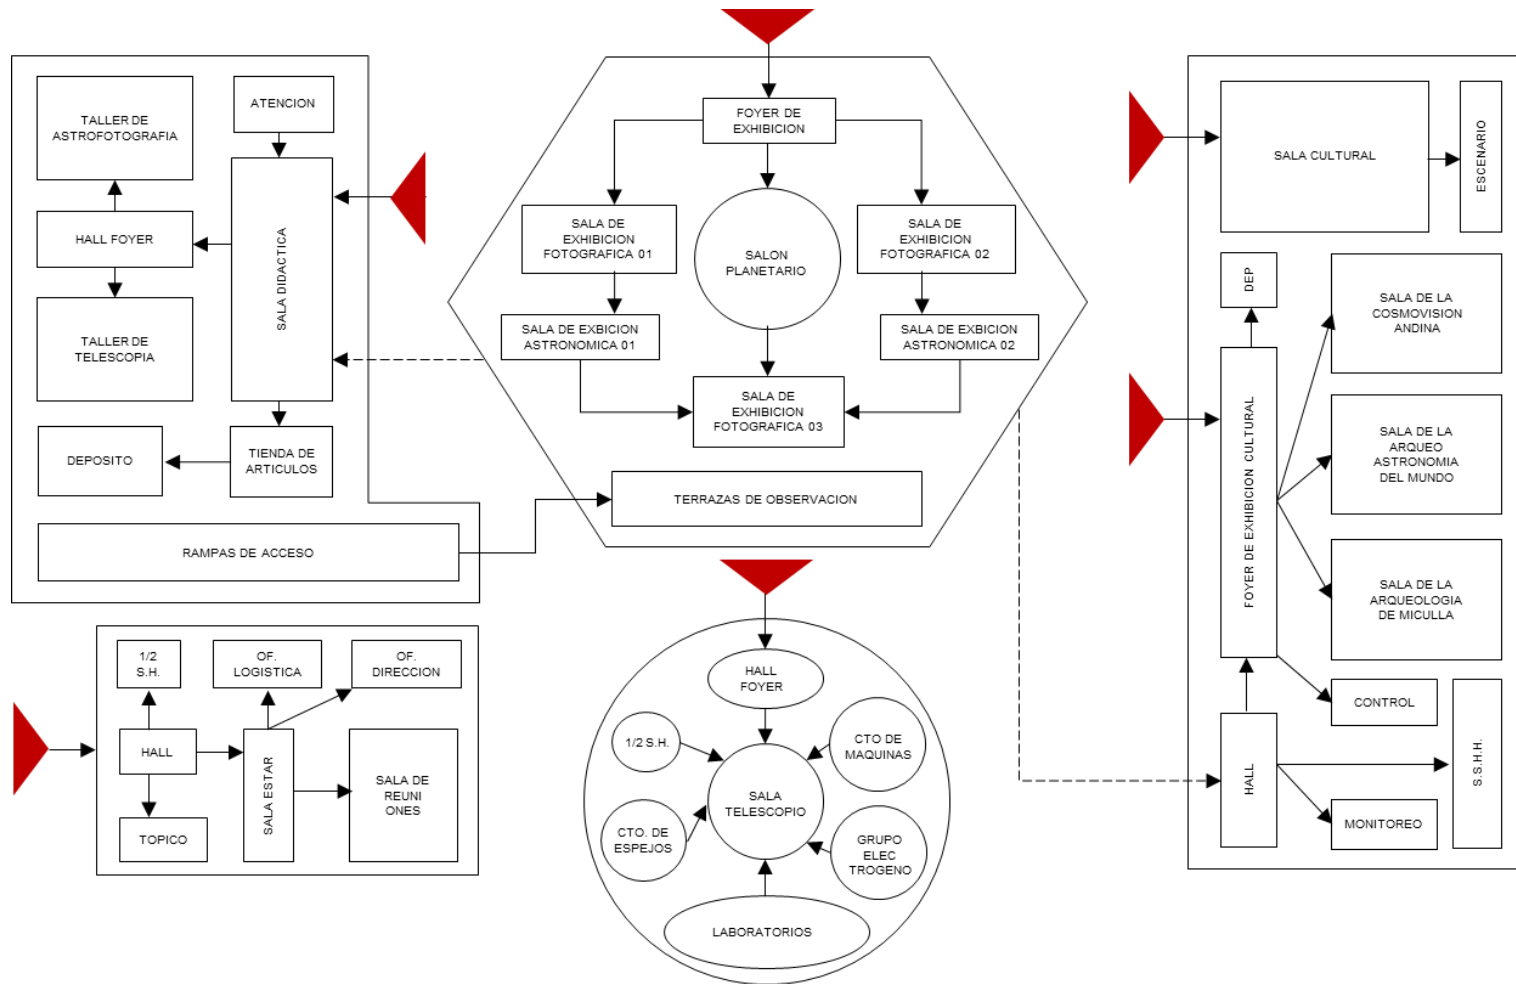 TALLER DE
ASTROFOTOGRAFIA
ATENCION
HALL FOYER
SALA DIDACTICA
TALLER DE
TELESCOPIA
DEPOSITO
TIENDA DE
ARTICULOS
RAMPAS DE ACCESO
FOYER DE
EXHIBICION
SALA DE
EXHIBICION
FOTOGRAFICA 01
SALON
PLANETARIO
SALA DE
EXHIBICION
FOTOGRAFICA 02
SALA DE EXBICION
ASTRONOMICA 01
SALA DE EXBICION
ASTRONOMICA 02
SALA DE
EXHIBICION
FOTOGRAFICA 03
TERRAZAS DE OBSERVACION
SALA CULTURAL
ESCENARIO
DEP
SALA DE LA
COSMOVISION
ANDINA
FOYER DE EXHIBICION CULTURAL
SALA DE LA
ARQUEO
ASTRONOMIA
DEL MUNDO
SALA DE LA
ARQUEOLOGIA
DE MICULLA
CONTROL
HALL
S.S.H.H.
MONITOREO
1/2
S.H.
OF.
LOGISTICA
OF.
DIRECCION
HALL
SALA ESTAR
SALA DE
REUNI
ONES
TOPICO
HALL
FOYER
1/2 S.H.
CTO DE
MAQUINAS
SALA
TELESCOPIO
CTO. DE
ESPEJOS
GRUPO
ELEC
TROGENO
LABORATORIOS